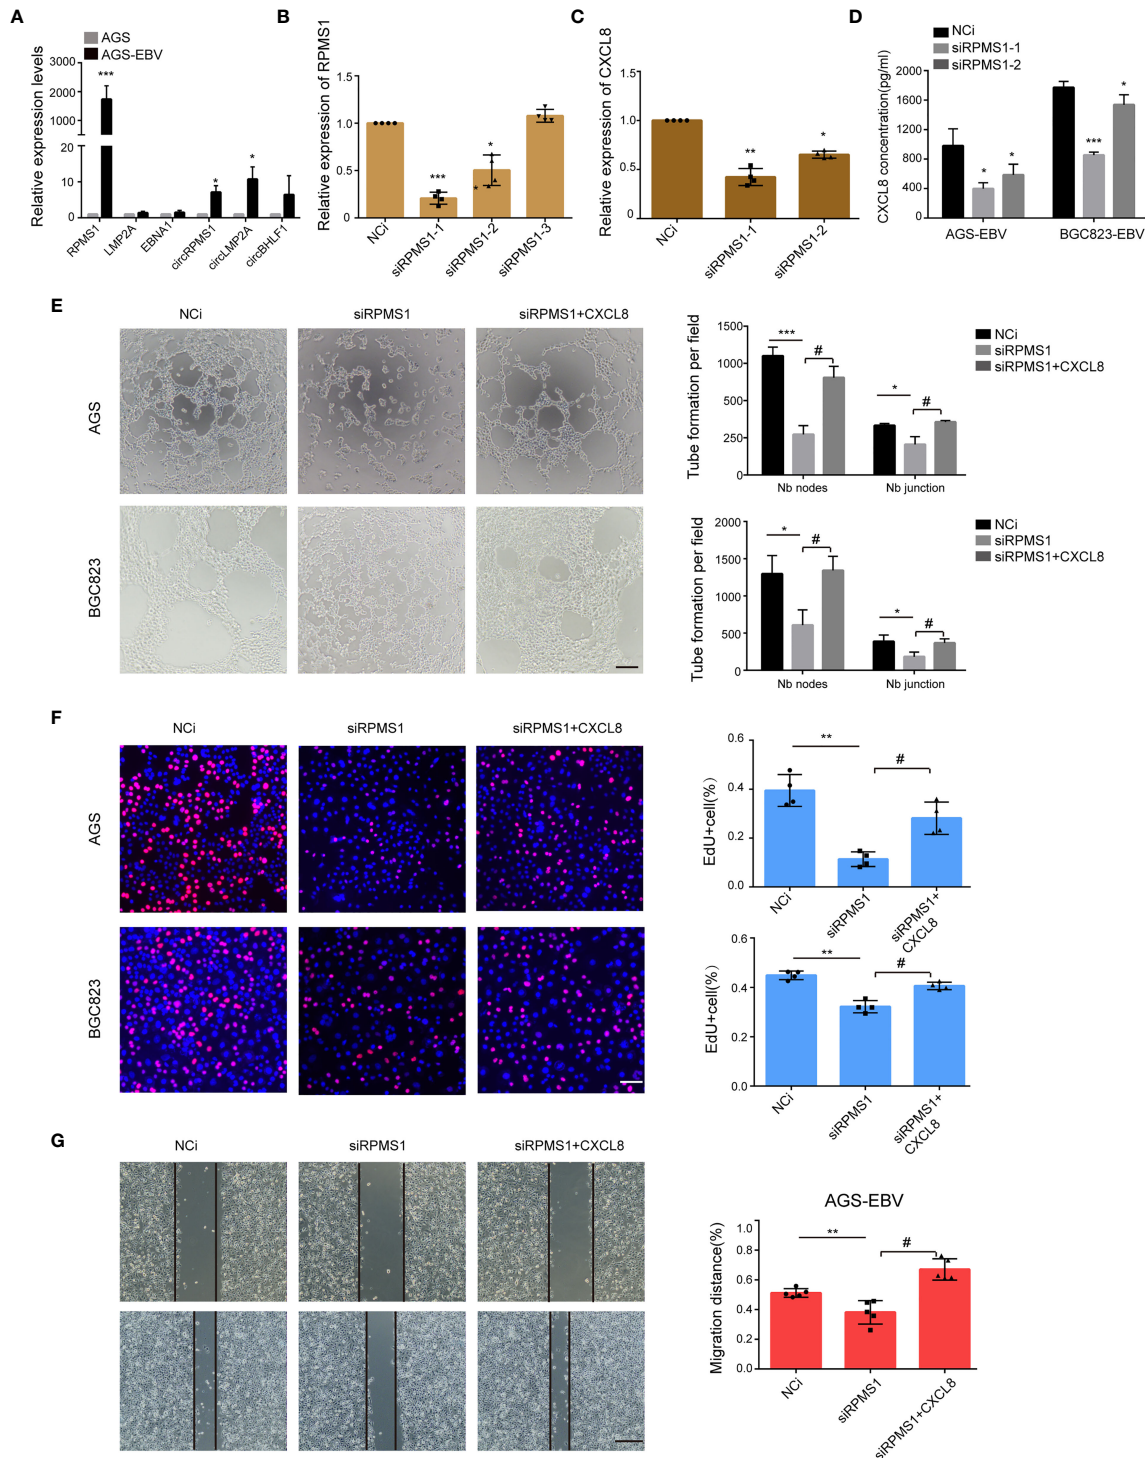 A
AGS
AGS-EBV
Relative expression levels
3000
2000
1000
20
10
0
***
*
*
RPMS1
LMP2A
EBNA1
circRPMS1
circLMP2A
circBHLF1
B
Relative expression of RPMS1
1.5
1.0
0.5
0
***
*
*
NCi
siRPMS1-1
siRPMS1-2
siRPMS1-3
C
Relative expression of CXCL8
1.5
1.0
0.5
0
**
*
NCi
siRPMS1-1
siRPMS1-2
D
NCi
siRPMS1-1
siRPMS1-2
CXCL8 concentration(pg/ml)
2000
1600
800
400
0
*
*
***
*
AGS-EBV
BGC823-EBV
E
NCi
siRPMS1
siRPMS1+CXCL8
AGS
BGC823
Tube formation per field
1500
1000
500
250
0
***
#
*
#
Nb nodes
Nb junction
NCi
siRPMS1
siRPMS1+CXCL8
Tube formation per field
2000
1500
1000
500
0
*
#
*
#
Nb nodes
Nb junction
NCi
siRPMS1
siRPMS1+CXCL8
F
NCi
siRPMS1
siRPMS1+CXCL8
AGS
BGC823
EdU+cell(%)
0.6
0.4
0.2
0.0
**
#
NCi
siRPMS1
siRPMS1+
CXCL8
EdU+cell(%)
0.6
0.4
0.2
0.0
**
#
NCi
siRPMS1
siRPMS1+
CXCL8
G
NCi
siRPMS1
siRPMS1+CXCL8
AGS-EBV
Migration distance(%)
1.0
0.8
0.6
0.4
0.2
0.0
**
#
NCi
siRPMS1
siRPMS1+CXCL8